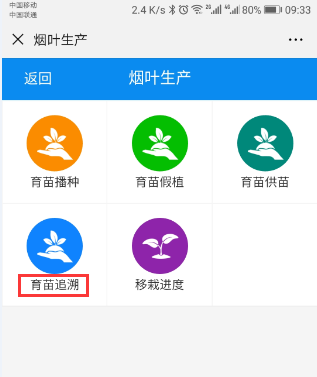 中国移动
中国联通
2.4 K/s 2G 4G 80% 09:33
烟叶生产
返回 烟叶生产
育苗播种 育苗假植 育苗供苗
育苗追溯 移栽进度